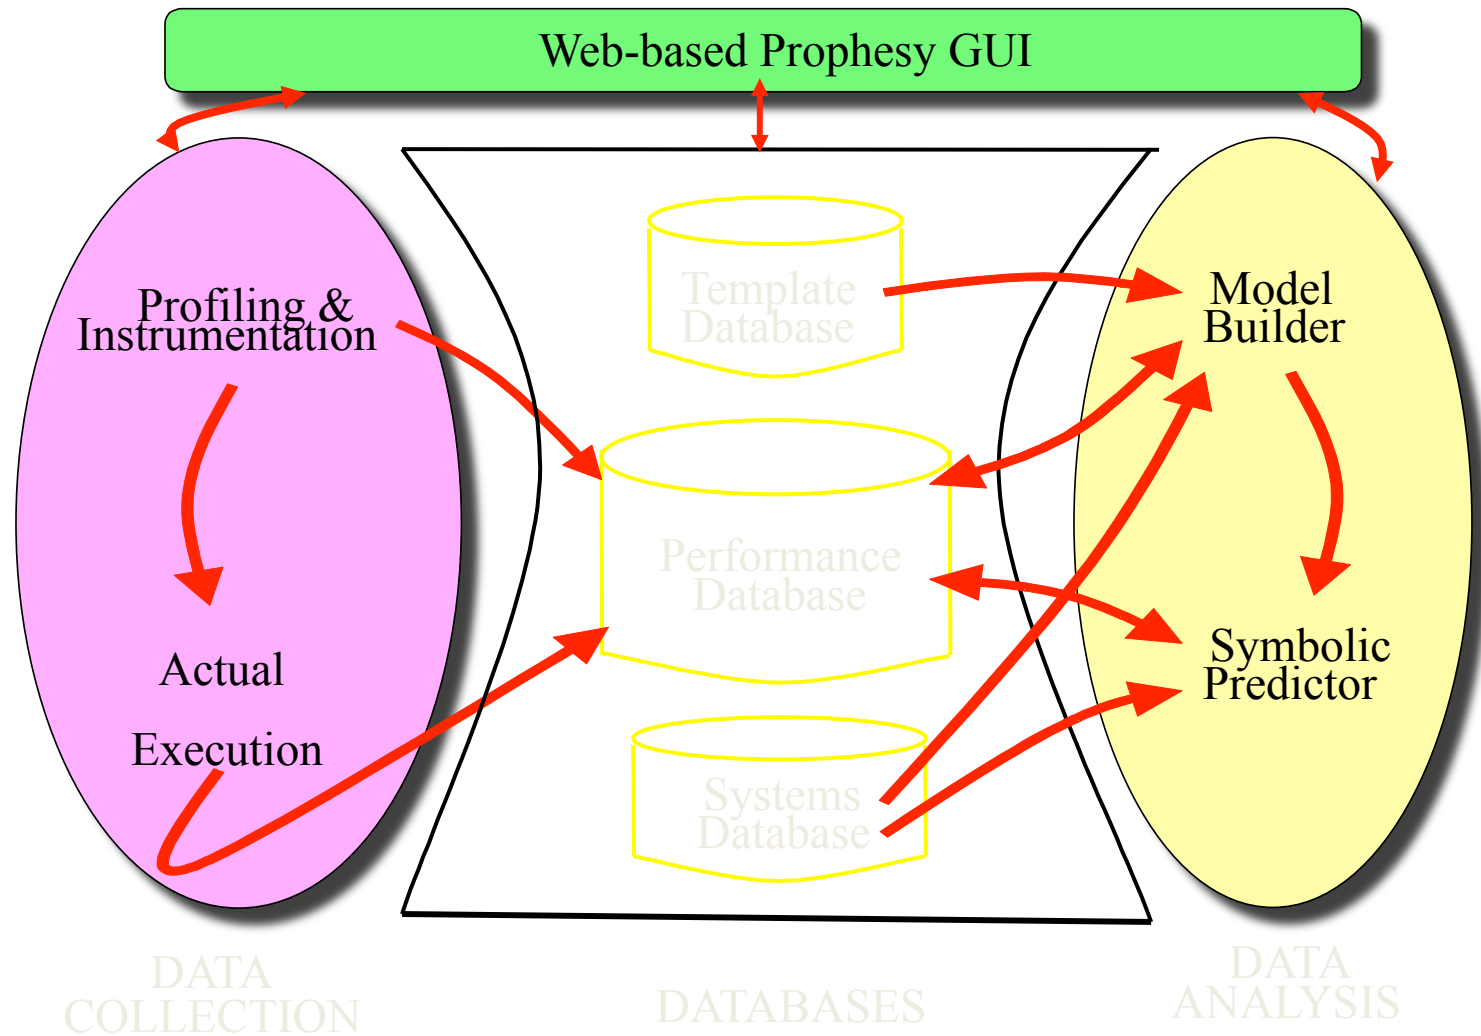 Web-based Prophesy GUI
Profiling &
Instrumentation
Actual
Execution
Template
Database
Performance
Database
Systems
Database
Model
Builder
Symbolic
Predictor
DATA
COLLECTION
DATABASES
DATA
ANALYSIS